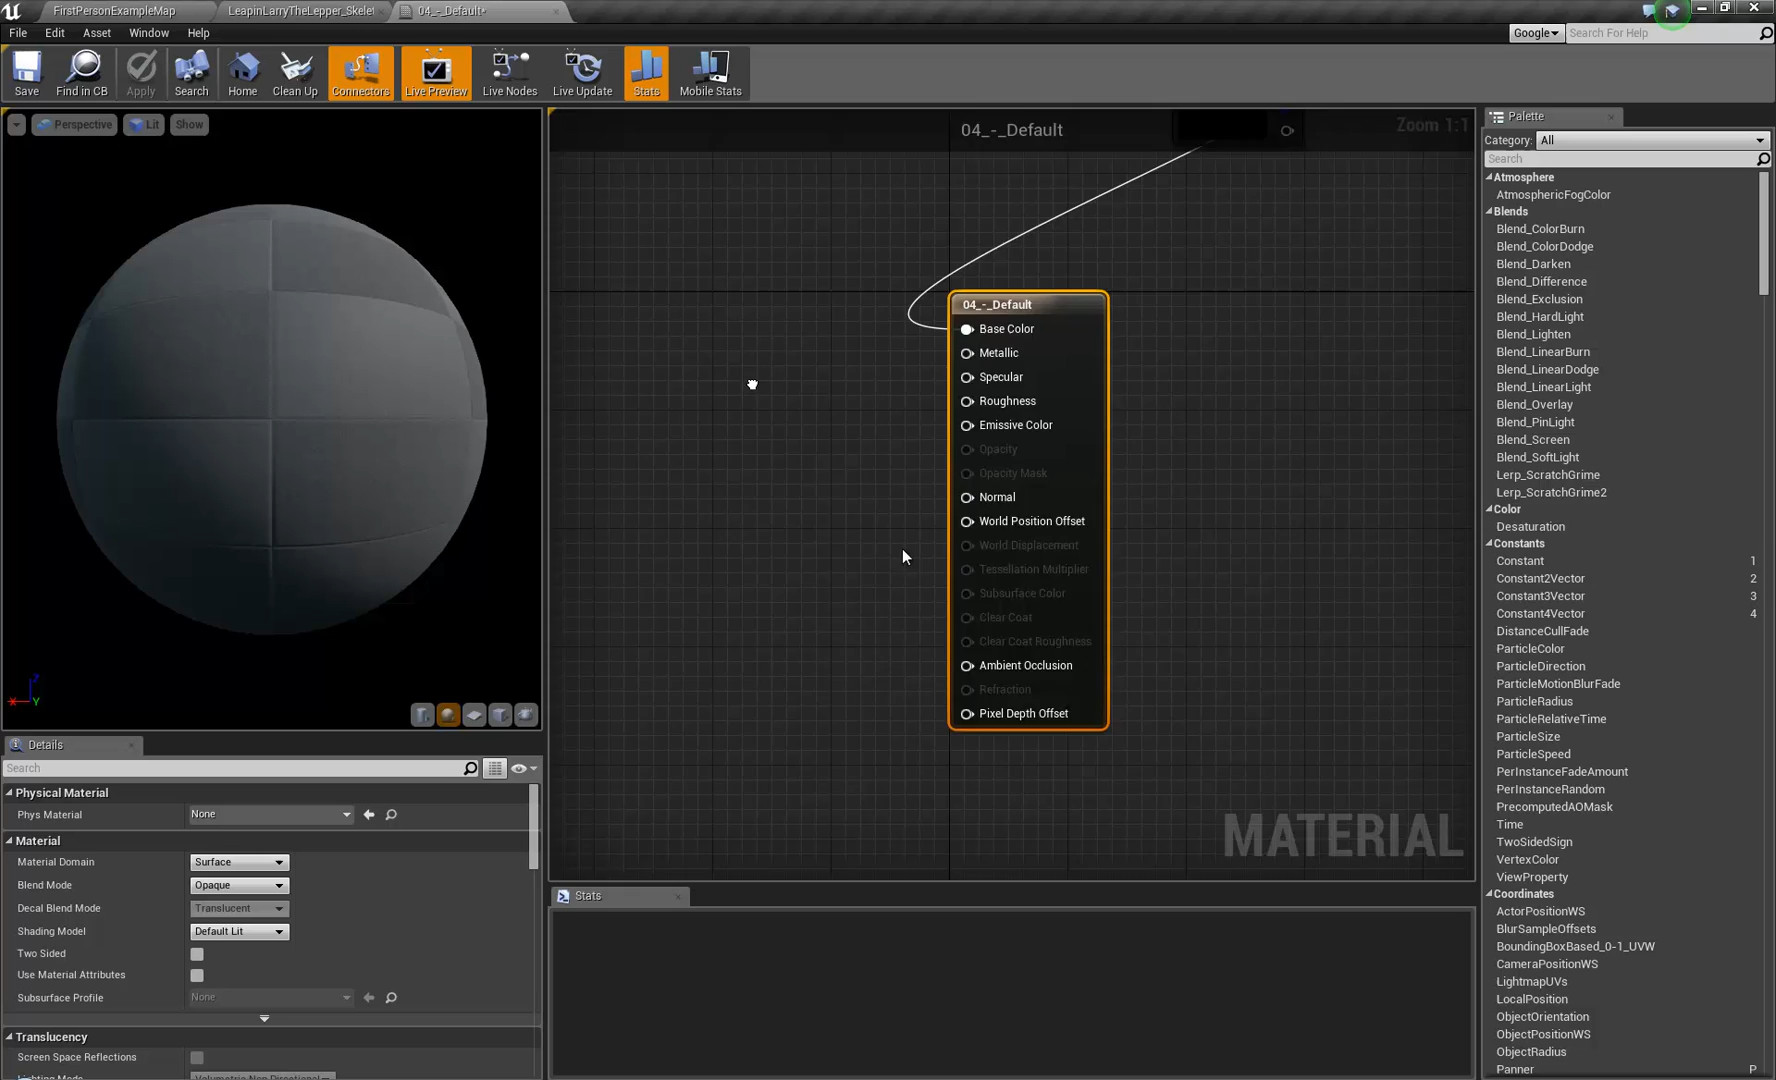 FirstPersonExampleMap
LeapinLarryTheLepper_Skelet
04_-_Default*
File Edit Asset Window Help
Google
Search For Help
Save
Find in CB
Apply
Search
Home
Clean Up
Connectors
Live Preview
Live Nodes
Live Update
Stats
Mobile Stats
Perspective
Lit
Show
04_-_Default
Zoom 1:1
04_-_Default
Base Color
Metallic
Specular
Roughness
Emissive Color
Opacity
Opacity Mask
Normal
World Position Offset
World Displacement
Tessellation Multiplier
Subsurface Color
Clear Coat
Clear Coat Roughness
Ambient Occlusion
Refraction
Pixel Depth Offset
MATERIAL
X Y Z
Details
Search
Physical Material
Phys Material None
Material
Material Domain Surface
Blend Mode Opaque
Decal Blend Mode Translucent
Shading Model Default Lit
Two Sided
Use Material Attributes
Subsurface Profile None
Translucency
Screen Space Reflections
Stats
Palette
Category: All
Search
Atmosphere
AtmosphericFogColor
Blends
Blend_ColorBurn
Blend_ColorDodge
Blend_Darken
Blend_Difference
Blend_Exclusion
Blend_HardLight
Blend_Lighten
Blend_LinearBurn
Blend_LinearDodge
Blend_LinearLight
Blend_Overlay
Blend_PinLight
Blend_Screen
Blend_SoftLight
Lerp_ScratchGrime
Lerp_ScratchGrime2
Color
Desaturation
Constants
Constant 1
Constant2Vector 2
Constant3Vector 3
Constant4Vector 4
DistanceCullFade
ParticleColor
ParticleDirection
ParticleMotionBlurFade
ParticleRadius
ParticleRelativeTime
ParticleSize
ParticleSpeed
PerInstanceFadeAmount
PerInstanceRandom
PrecomputedAOMask
Time
TwoSidedSign
VertexColor
ViewProperty
Coordinates
ActorPositionWS
BlurSampleOffsets
BoundingBoxBased_0-1_UVW
CameraPositionWS
LightmapUVs
LocalPosition
ObjectOrientation
ObjectPositionWS
ObjectRadius
Panner P